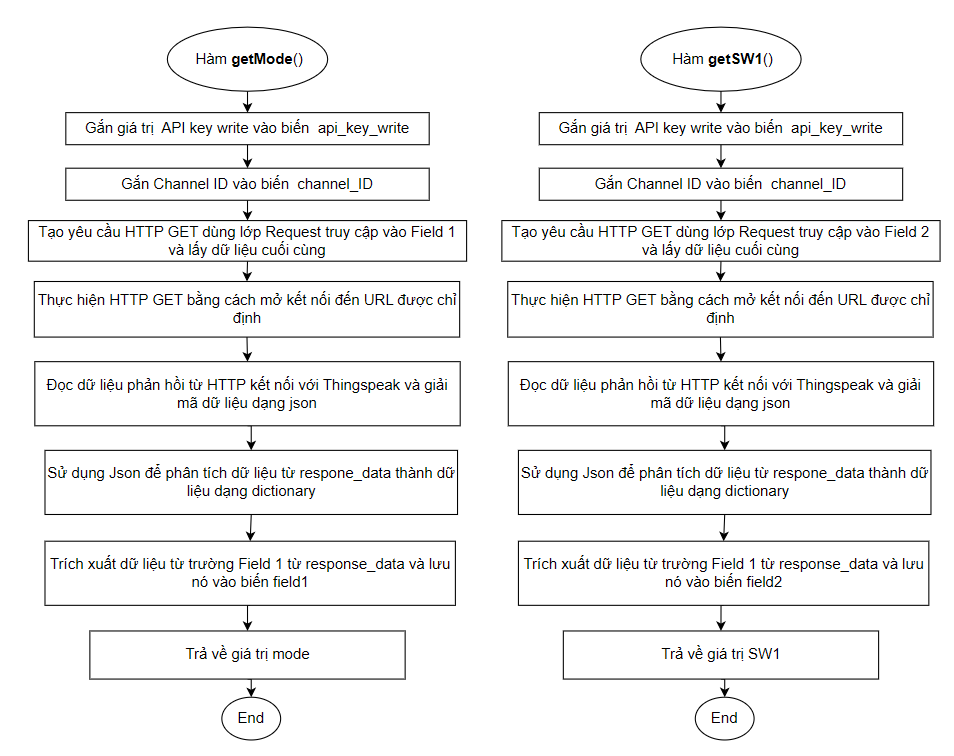 Hàm getMode()
Gắn giá trị API key write vào biến api_key_write
Gắn Channel ID vào biến channel_ID
Tạo yêu cầu HTTP GET dùng lớp Request truy cập vào Field 1
và lấy dữ liệu cuối cùng
Thực hiện HTTP GET bằng cách mở kết nối đến URL được chỉ
định
Đọc dữ liệu phản hồi từ HTTP kết nối với Thingspeak và giải
mã dữ liệu dạng json
Sử dụng Json để phân tích dữ liệu từ respone_data thành dữ
liệu dạng dictionary
Trích xuất dữ liệu từ trường Field 1 từ response_data và lưu
nó vào biến field1
Trả về giá trị mode
End
Hàm getSW1()
Gắn giá trị API key write vào biến api_key_write
Gắn Channel ID vào biến channel_ID
Tạo yêu cầu HTTP GET dùng lớp Request truy cập vào Field 2
và lấy dữ liệu cuối cùng
Thực hiện HTTP GET bằng cách mở kết nối đến URL được chỉ
định
Đọc dữ liệu phản hồi từ HTTP kết nối với Thingspeak và giải
mã dữ liệu dạng json
Sử dụng Json để phân tích dữ liệu từ respone_data thành dữ
liệu dạng dictionary
Trích xuất dữ liệu từ trường Field 1 từ response_data và lưu
nó vào biến field2
Trả về giá trị SW1
End